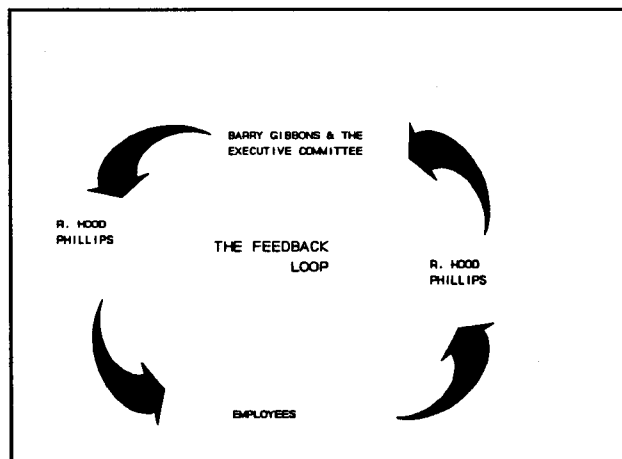 BARRY GIBBONS & THE
EXECUTIVE COMMITTEE
R. HOOD
PHILLIPS
THE FEEDBACK
LOOP
R. HOOD
PHILLIPS
EMPLOYEES